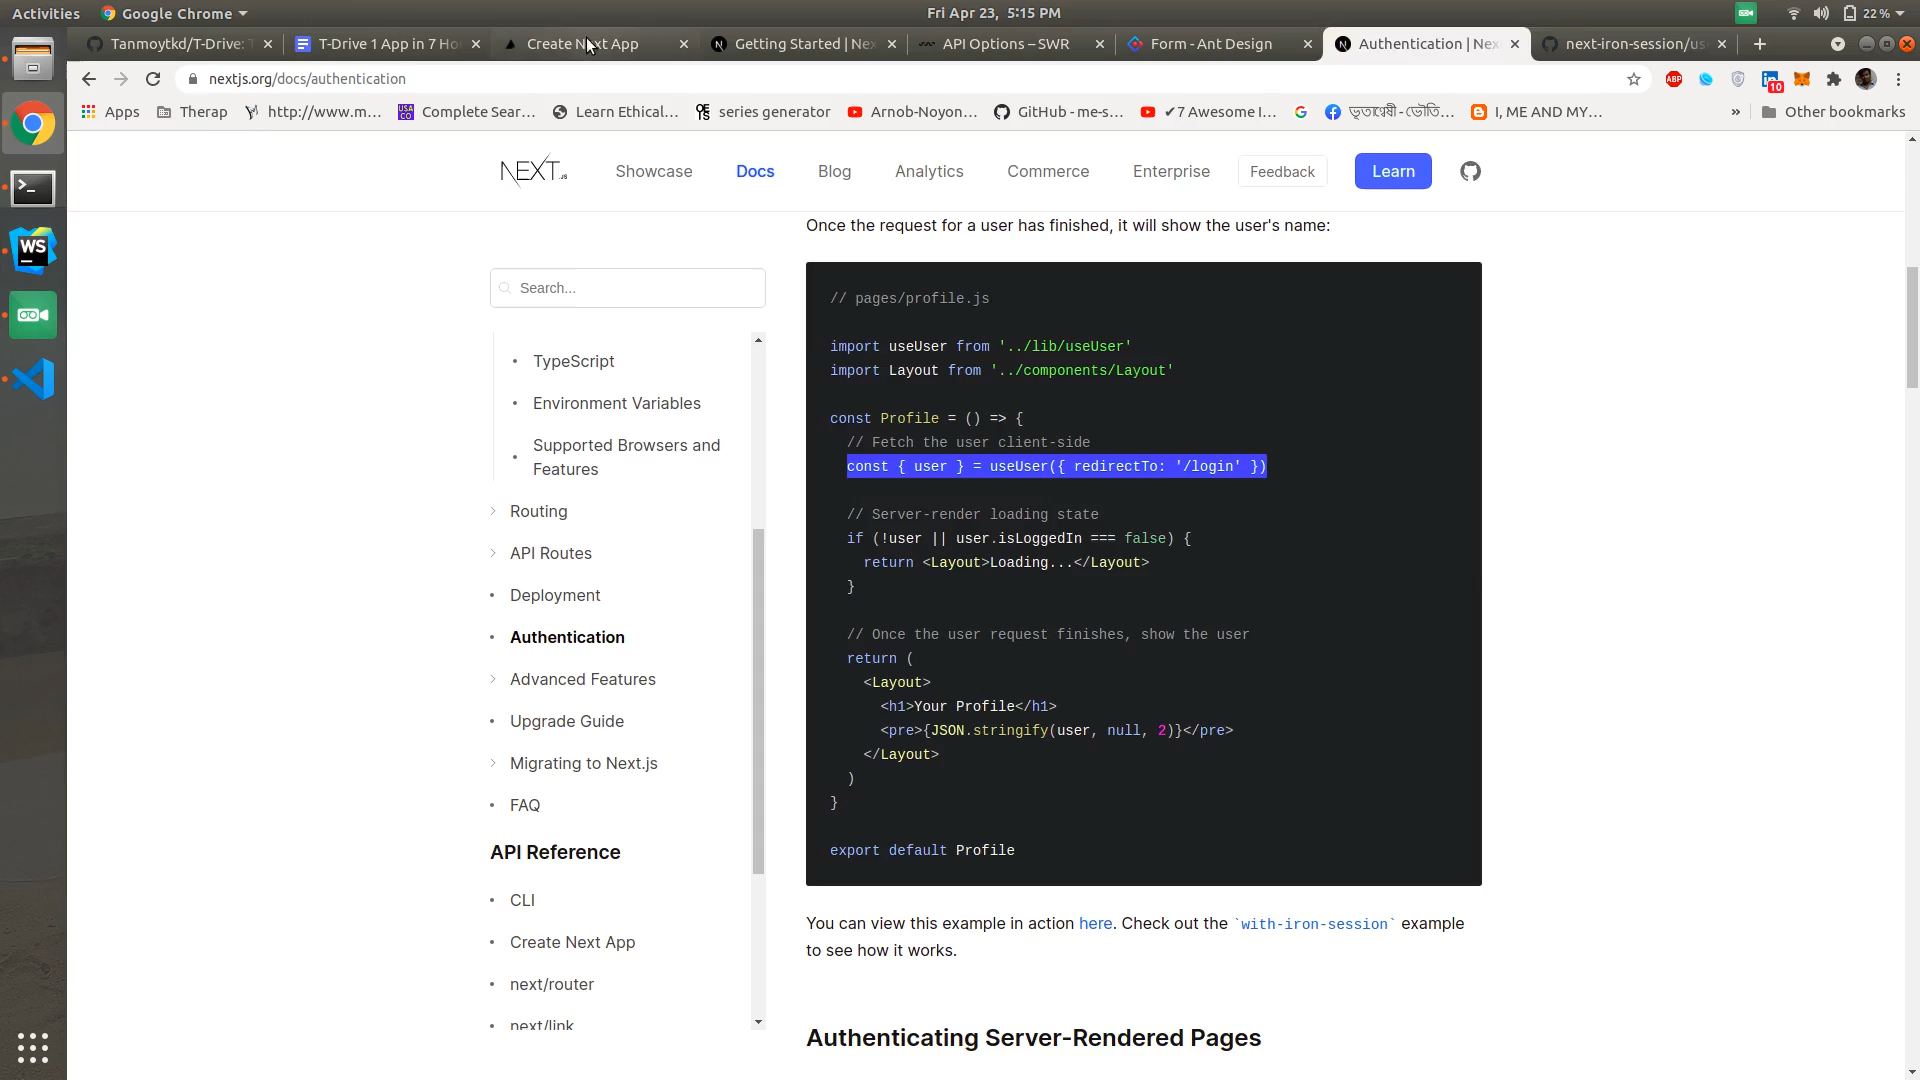 Activities
Google Chrome
Fri Apr 23, 5:15 PM
22 %
Tanmoytkd/T-Drive:
T-Drive 1 App in 7 Ho
Create Next App
Getting Started | Nex
API Options – SWR
Form - Ant Design
Authentication | Nex
next-iron-session/us
nextjs.org/docs/authentication
ABP
10
Apps
Therap
http://www.m...
USA CO
Complete Sear...
Learn Ethical...
series generator
Arnob-Noyon...
GitHub - me-s...
✔7 Awesome I...
I, ME AND MY...
»
Other bookmarks
NEXT.JS
Showcase
Docs
Blog
Analytics
Commerce
Enterprise
Feedback
Learn
WS
Search...
TypeScript
Environment Variables
Supported Browsers and
Features
Routing
API Routes
Deployment
Authentication
Advanced Features
Upgrade Guide
Migrating to Next.js
FAQ
API Reference
CLI
Create Next App
next/router
next/link
Once the request for a user has finished, it will show the user's name:
// pages/profile.js
import useUser from '../lib/useUser'
import Layout from '../components/Layout'
const Profile = () => {
// Fetch the user client-side
const { user } = useUser({ redirectTo: '/login' })
// Server-render loading state
if (!user || user.isLoggedIn === false) {
return <Layout>Loading...</Layout>
}
// Once the user request finishes, show the user
return (
<Layout>
<h1>Your Profile</h1>
<pre>{JSON.stringify(user, null, 2)}</pre>
</Layout>
)
}
export default Profile
You can view this example in action here. Check out the `with-iron-session` example
to see how it works.
Authenticating Server-Rendered Pages